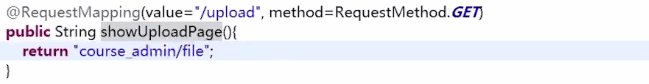 @RequestMapping(value="/upload", method=RequestMethod.GET)
public String showUploadPage(){
return "course_admin/file";
}